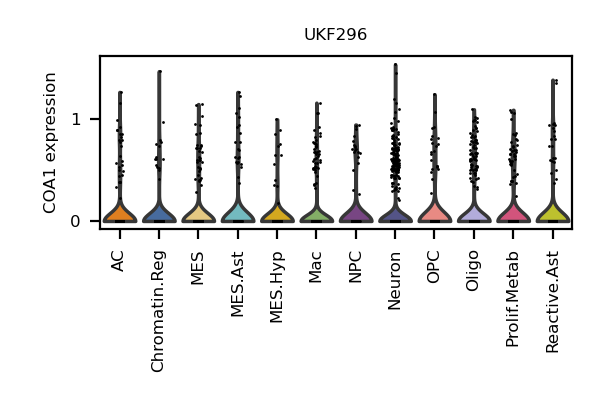 UKF296
COA1 expression
1
0
AC
Chromatin.Reg
MES
MES.Ast
MES.Hyp
Mac
NPC
Neuron
OPC
Oligo
Prolif.Metab
Reactive.Ast